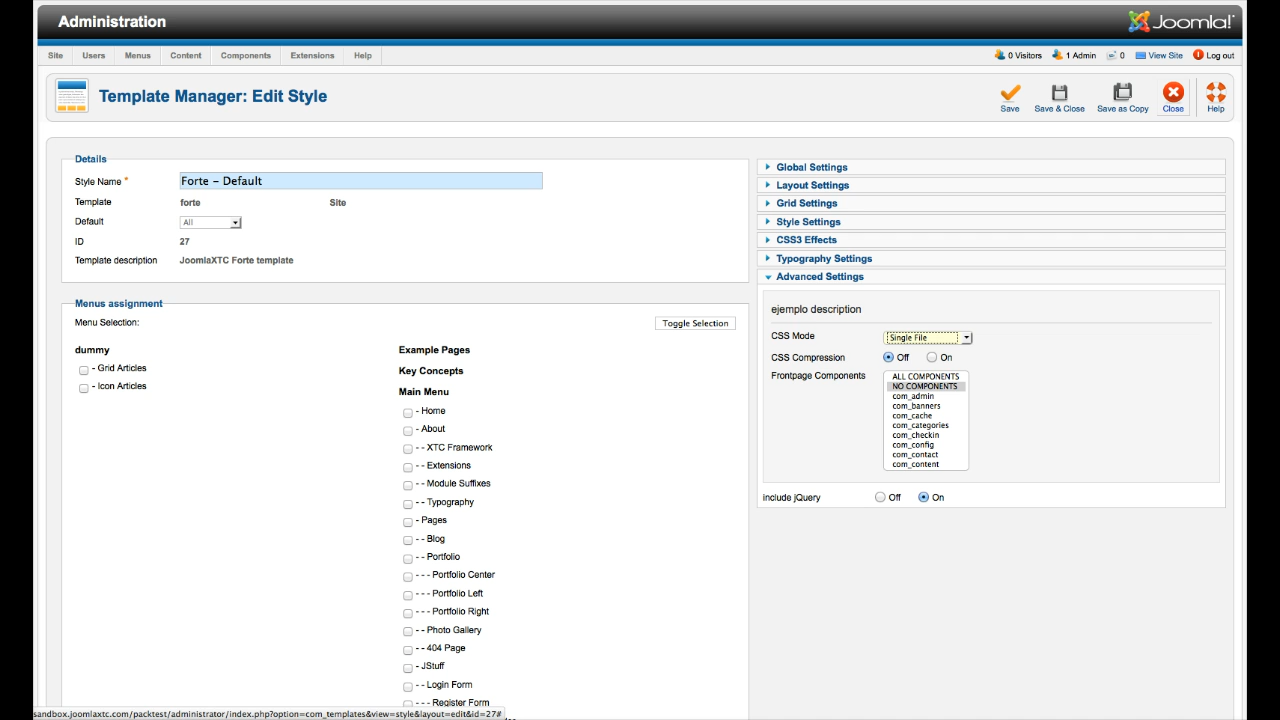 Administration
Joomla!
Site Users Menus Content Components Extensions Help
0 Visitors 1 Admin 0 View Site Log out
Template Manager: Edit Style
Save Save & Close Save as Copy Close Help
Details
Style Name *
Forte – Default
Template forte Site
Default All
ID 27
Template description JoomlaXTC Forte template
Menus assignment
Menu Selection:
Toggle Selection
dummy
- Grid Articles
- Icon Articles
Example Pages
Key Concepts
Main Menu
- Home
- About
- - XTC Framework
- - Extensions
- - Module Suffixes
- - Typography
- Pages
- - Blog
- - Portfolio
- - - Portfolio Center
- - - Portfolio Left
- - - Portfolio Right
- - Photo Gallery
- - 404 Page
- JStuff
- - Login Form
- - Register Form
Global Settings
Layout Settings
Grid Settings
Style Settings
CSS3 Effects
Typography Settings
Advanced Settings
ejemplo description
CSS Mode Single File
CSS Compression Off On
Frontpage Components
ALL COMPONENTS
NO COMPONENTS
com_admin
com_banners
com_cache
com_categories
com_checkin
com_config
com_contact
com_content
include jQuery Off On
sandbox.joomlaxtc.com/packtest/administrator/index.php?option=com_templates&view=style&layout=edit&id=27#